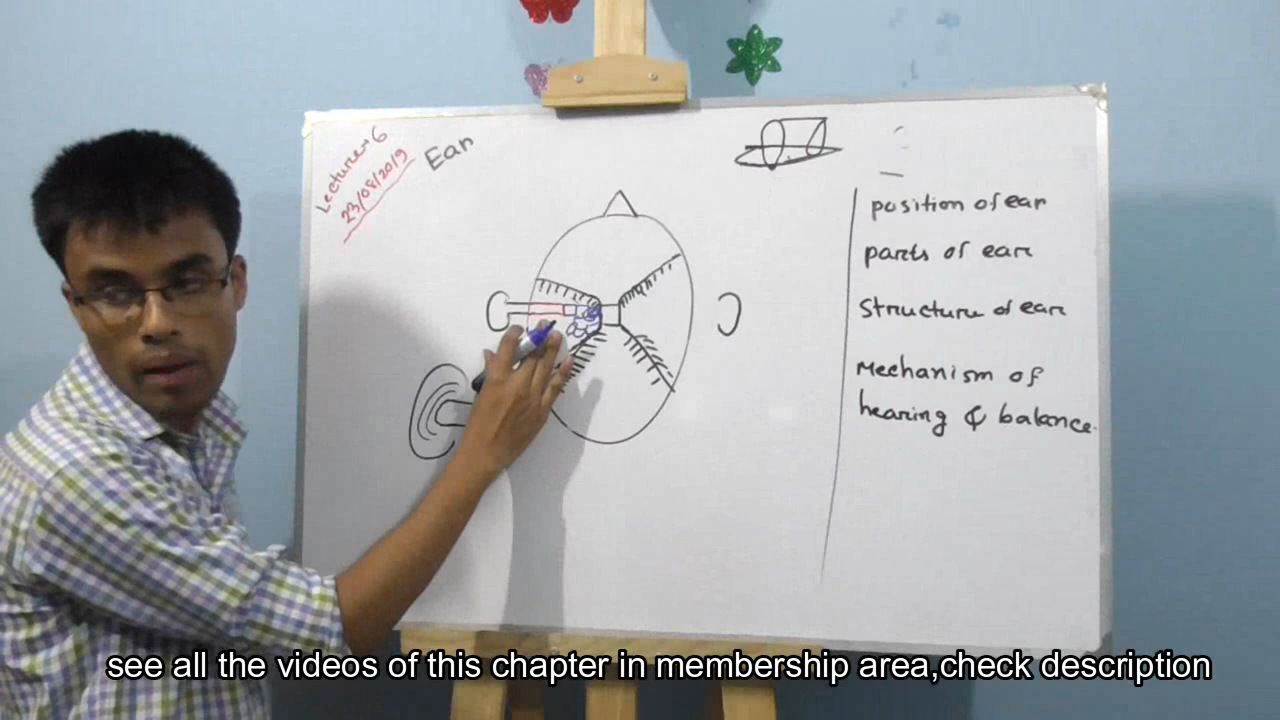 Lecture-6
23/08/2019
Ear
position of ear
parts of ear
Structure of ear
Mechanism of
hearing & balance.
see all the videos of this chapter in membership area,check description